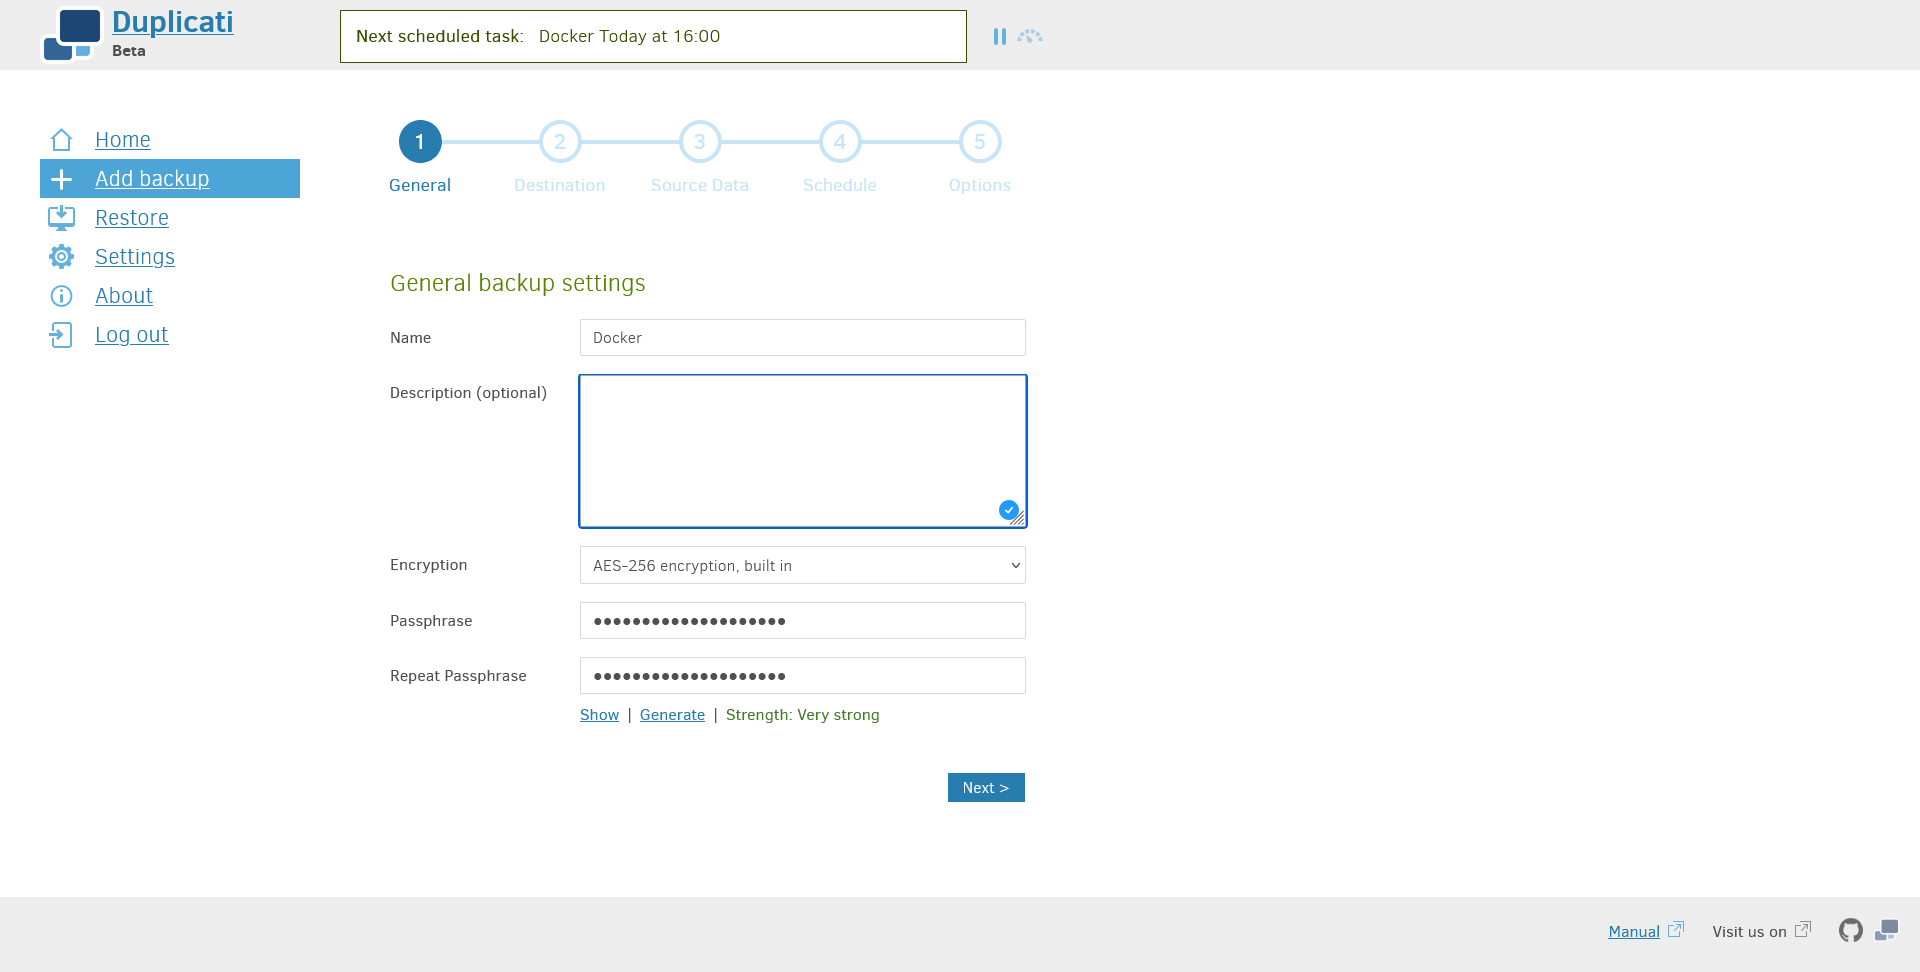 Duplicati
Beta
Next scheduled task: Docker Today at 16:00
Home
Add backup
Restore
Settings
About
Log out
1 2 3 4 5
General Destination Source Data Schedule Options
General backup settings
Name Docker
Description (optional)
Encryption AES-256 encryption, built in
Passphrase ••••••••••••••••••••
Repeat Passphrase ••••••••••••••••••••
Show | Generate | Strength: Very strong
Next >
Manual Visit us on